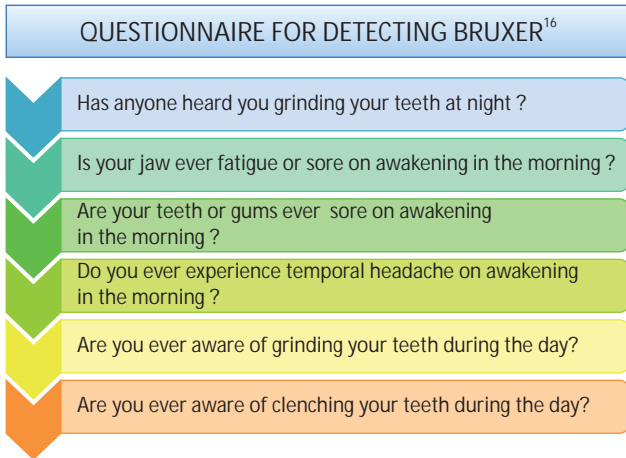 QUESTIONNAIRE FOR DETECTING BRUXER16
Has anyone heard you grinding your teeth at night ?
Is your jaw ever fatigue or sore on awakening in the morning ?
Are your teeth or gums ever sore on awakening
in the morning ?
Do you ever experience temporal headache on awakening
in the morning ?
Are you ever aware of grinding your teeth during the day?
Are you ever aware of clenching your teeth during the day?